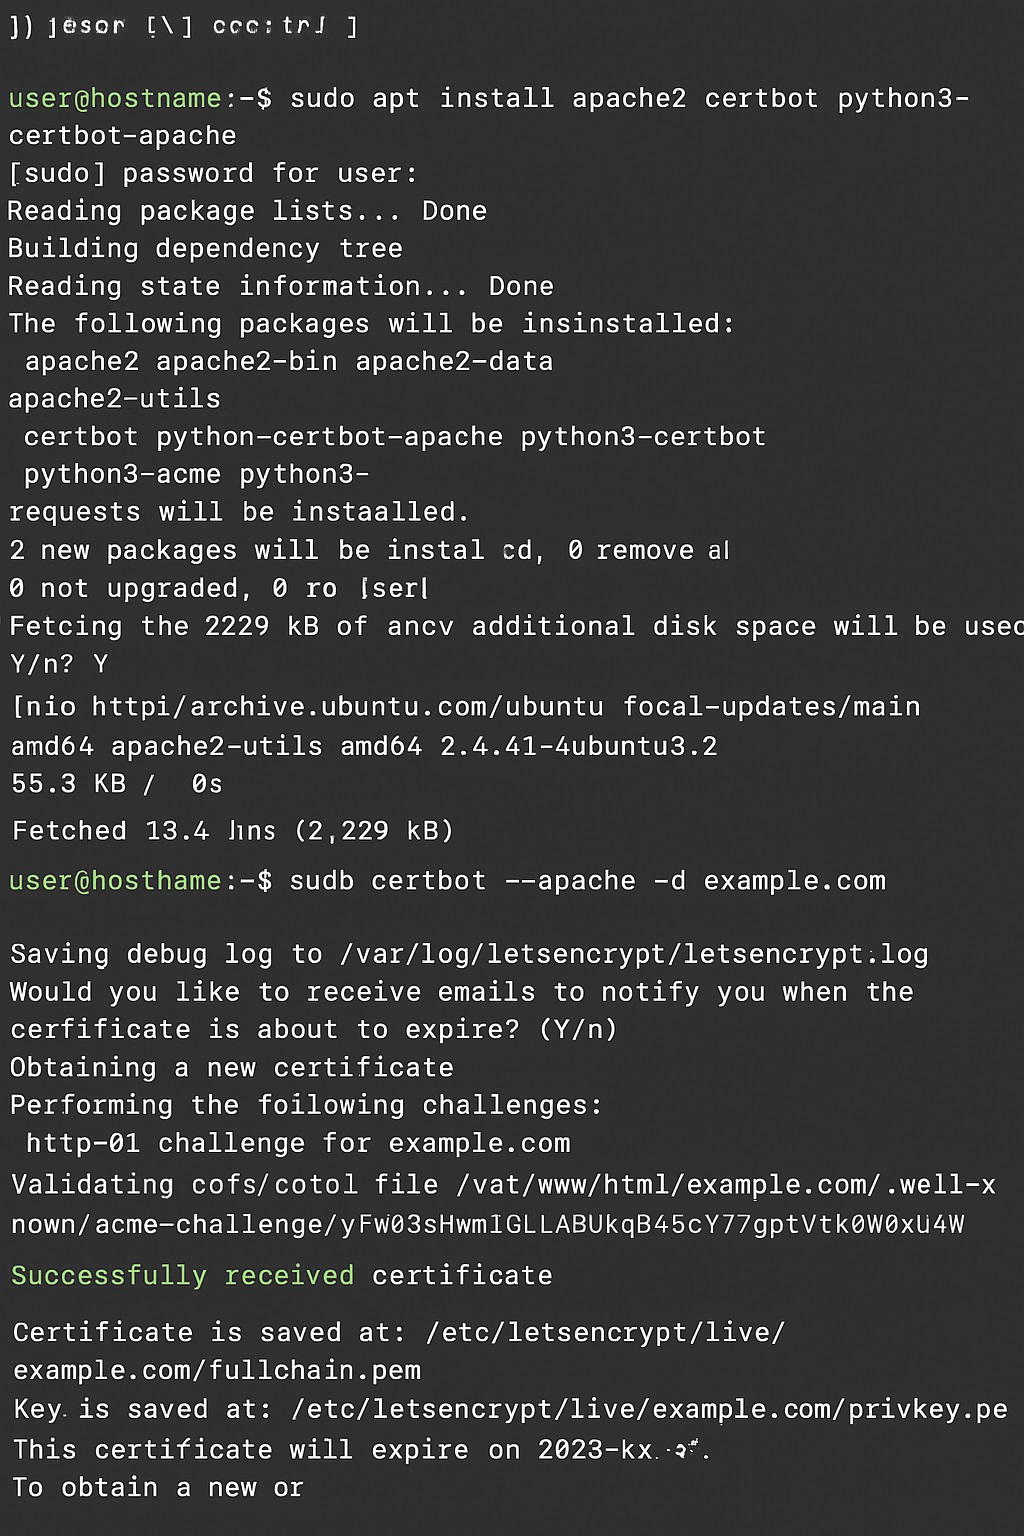 user@hostname:~$ sudo apt install apache2 certbot python3-
certbot-apache
[sudo] password for user:
Reading package lists... Done
Building dependency tree
Reading state information... Done
The following packages will be insinstalled:
apache2 apache2-bin apache2-data
apache2-utils
certbot python-certbot-apache python3-certbot
python3-acme python3-
requests will be instaalled.
2 new packages will be instal cd, 0 remove
0 not upgraded, 0 ro
Fetcing the 2229 kB of ancv additional disk space will be used
Y/n? Y
[nio httpi/archive.ubuntu.com/ubuntu focal-updates/main
amd64 apache2-utils amd64 2.4.41-4ubuntu3.2
55.3 KB / 0s
Fetched 13.4 (2,229 kB)
user@hosthame:~$ sudb certbot --apache -d example.com
Saving debug log to /var/log/letsencrypt/letsencrypt.log
Would you like to receive emails to notify you when the
cerfificate is about to expire? (Y/n)
Obtaining a new certificate
Performing the foilowing challenges:
http-01 challenge for example.com
Validating cofs/cotol file /vat/www/html/example.com/.well-x
nown/acme-challenge/yFw03sHwmIGLLABUkqB45cY77gptVtk0W0xU4W
Successfully received certificate
Certificate is saved at: /etc/letsencrypt/live/
example.com/fullchain.pem
Key is saved at: /etc/letsencrypt/live/example.com/privkey.pe
This certificate will expire on 2023-kx
To obtain a new or